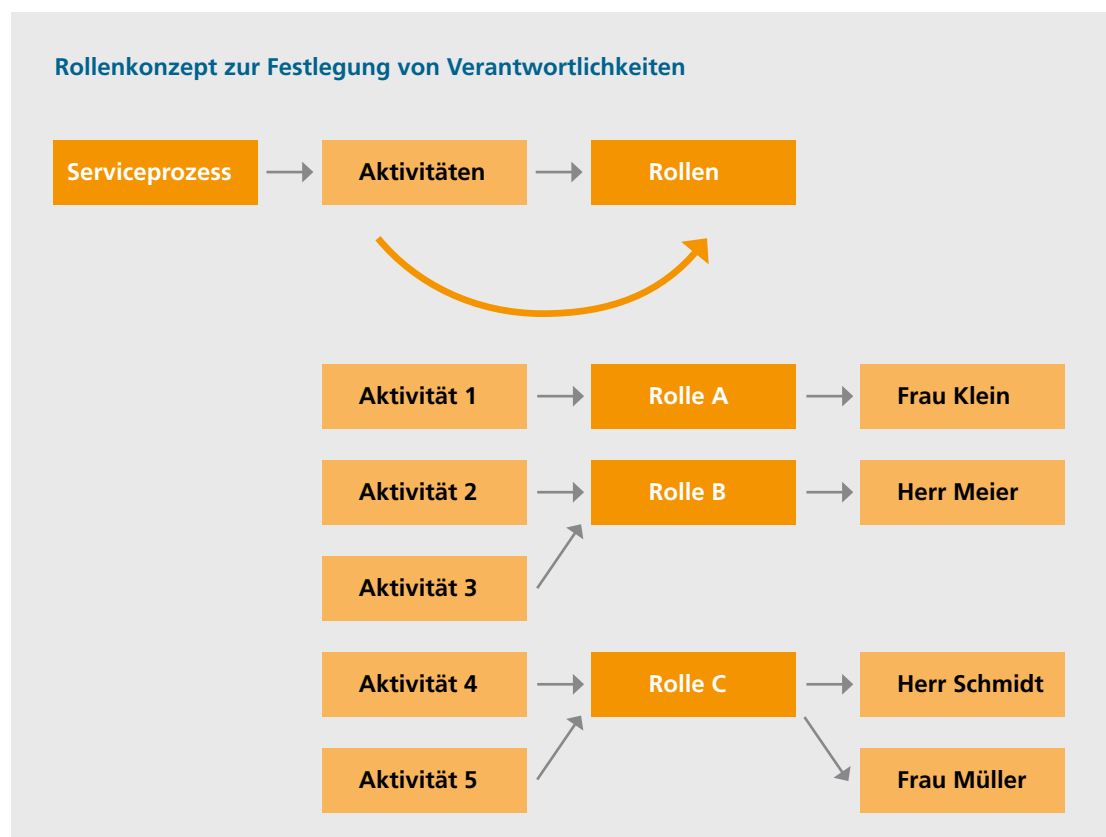 Rollenkonzept zur Festlegung von Verantwortlichkeiten
Serviceprozess
Aktivitäten
Rollen
Aktivität 1
Rolle A
Frau Klein
Aktivität 2
Rolle B
Herr Meier
Aktivität 3
Aktivität 4
Rolle C
Herr Schmidt
Aktivität 5
Frau Müller